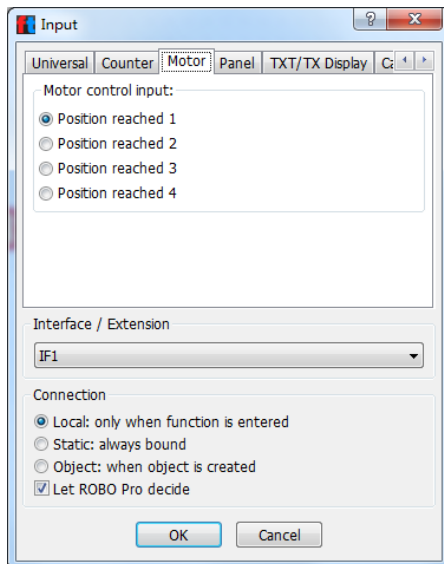 Input
Universal Counter Motor Panel TXT/TX Display
Motor control input:
Position reached 1
Position reached 2
Position reached 3
Position reached 4
Interface / Extension
IF1
Connection
Local: only when function is entered
Static: always bound
Object: when object is created
Let ROBO Pro decide
OK Cancel